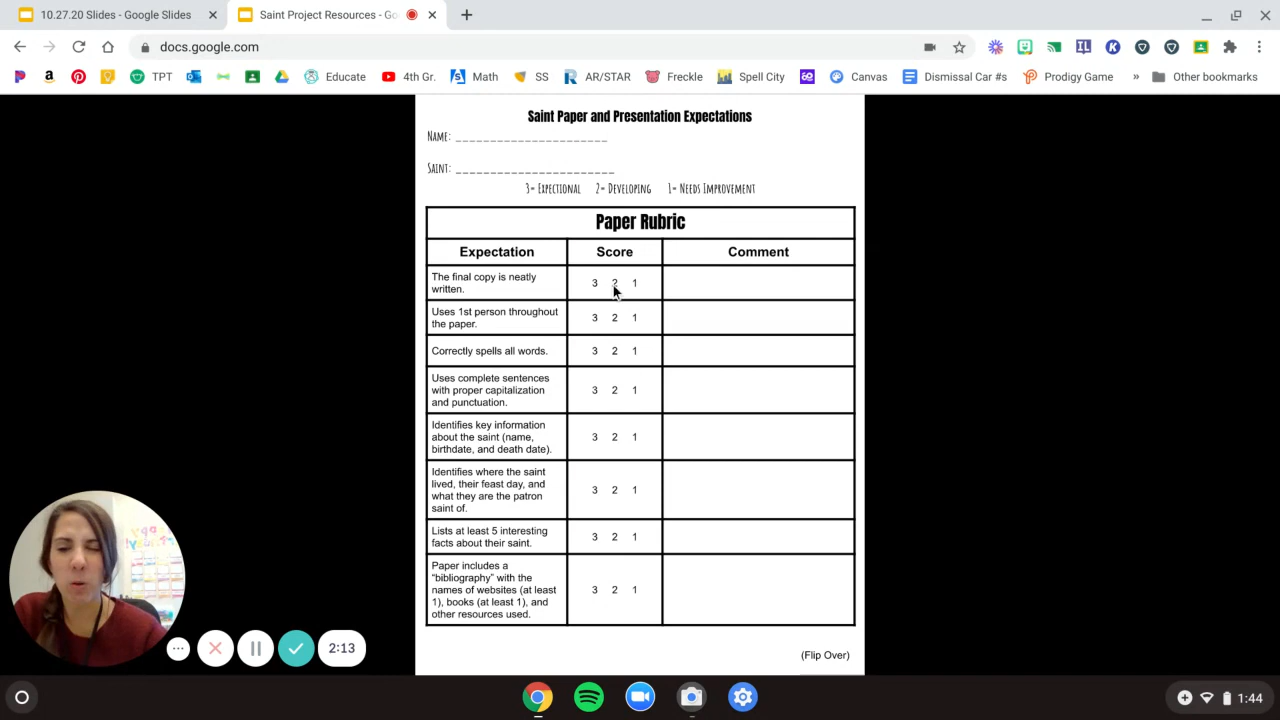 10.27.20 Slides - Google Slides
Saint Project Resources - Go
docs.google.com
TPT
Educate
4th Gr.
Math
SS
AR/STAR
Freckle
Spell City
Canvas
Dismissal Car #s
Prodigy Game
»
Other bookmarks
Saint Paper and Presentation Expectations
Name: ______________________
Saint: _______________________
3= Expectional 2= Developing 1= Needs Improvement
Paper Rubric
Expectation Score Comment
The final copy is neatly
written.
3 2 1
Uses 1st person throughout
the paper.
3 2 1
Correctly spells all words.
3 2 1
Uses complete sentences
with proper capitalization
and punctuation.
3 2 1
Identifies key information
about the saint (name,
birthdate, and death date).
3 2 1
Identifies where the saint
lived, their feast day, and
what they are the patron
saint of.
3 2 1
Lists at least 5 interesting
facts about their saint.
3 2 1
Paper includes a
"bibliography" with the
names of websites (at least
1), books (at least 1), and
other resources used.
3 2 1
(Flip Over)
2:13
1:44